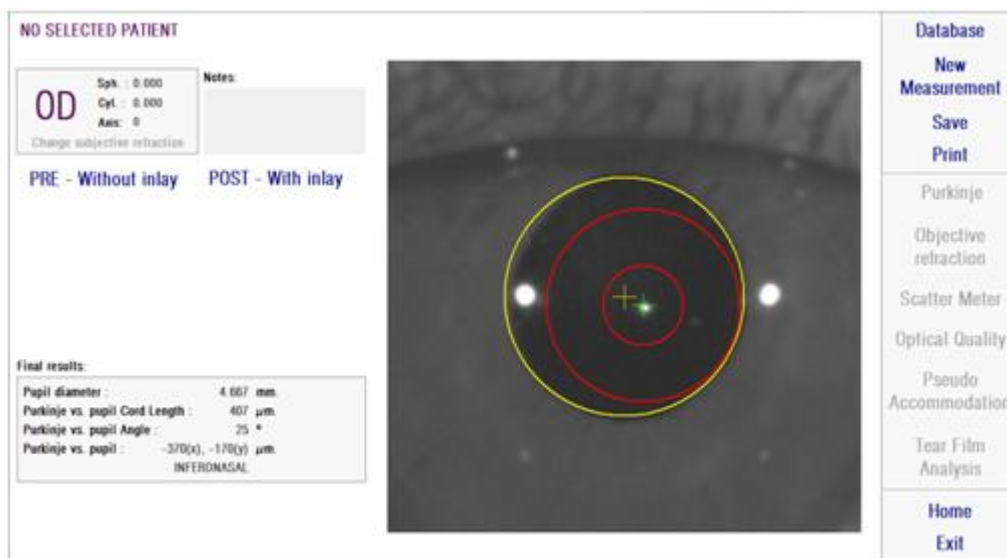 NO SELECTED PATIENT
OD
Sph. : 0.000
Cyl. : 0.000
Axis: 0
Change subjective refraction
Notes:
PRE - Without inlay
POST - With inlay
Final results:
Pupil diameter : 4.667 mm.
Purkinje vs. pupil Cord Length : 407 µm.
Purkinje vs. pupil Angle : 25 °
Purkinje vs. pupil : -370(x), -170(y) µm.
INFERONASAL
Database
New
Measurement
Save
Print
Purkinje
Objective
refraction
Scatter Meter
Optical Quality
Pseudo
Accommodation
Tear Film
Analysis
Home
Exit